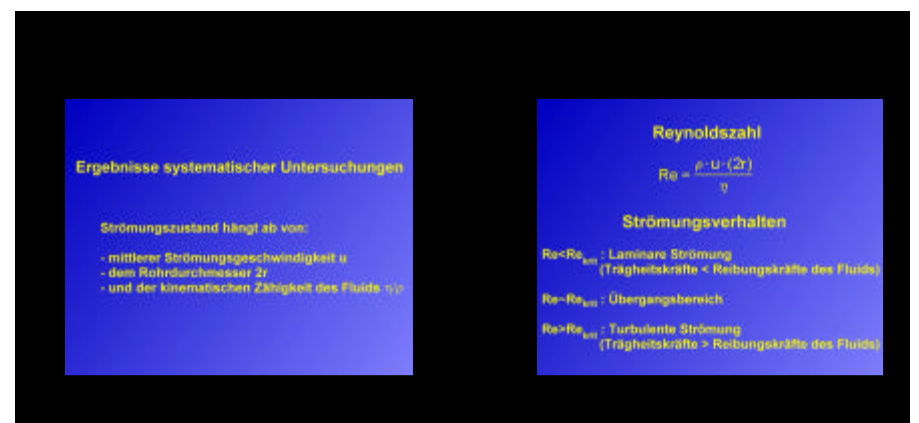 Ergebnisse systematischer Untersuchungen
Strömungszustand hängt ab von:
- mittlerer Strömungsgeschwindigkeit u
- dem Rohrdurchmesser 2r
- und der kinematischen Zähigkeit des Fluids η/ρ
Reynoldszahl
Re = ρ·u·(2r) / η
Strömungsverhalten
Re<Rekrit : Laminare Strömung
(Trägheitskräfte < Reibungskräfte des Fluids)
Re~Rekrit : Übergangsbereich
Re>Rekrit : Turbulente Strömung
(Trägheitskräfte > Reibungskräfte des Fluids)